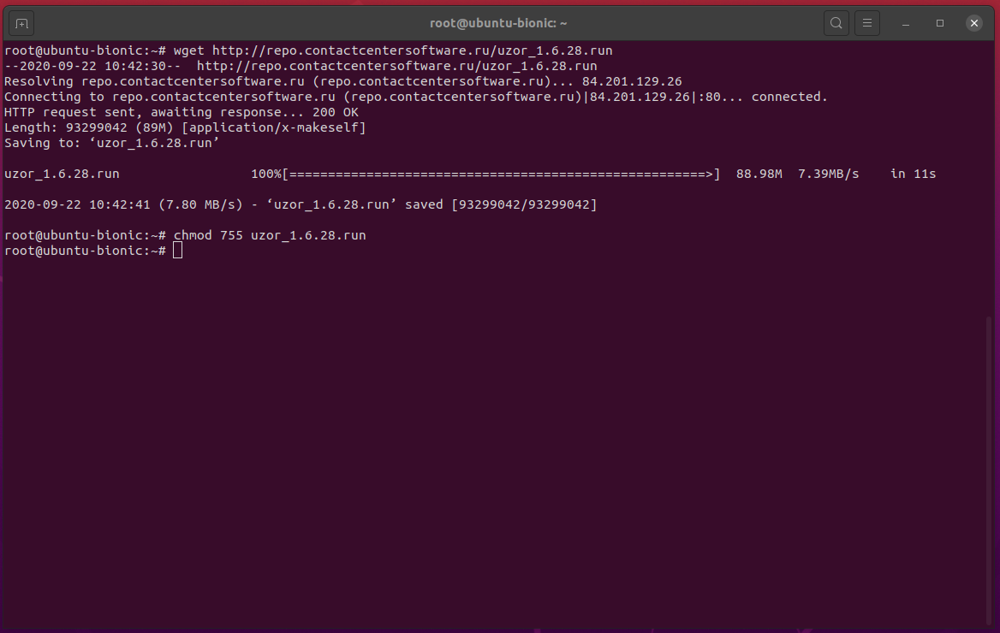 root@ubuntu-bionic: ~
root@ubuntu-bionic:~# wget http://repo.contactcentersoftware.ru/uzor_1.6.28.run
--2020-09-22 10:42:30--  http://repo.contactcentersoftware.ru/uzor_1.6.28.run
Resolving repo.contactcentersoftware.ru (repo.contactcentersoftware.ru)... 84.201.129.26
Connecting to repo.contactcentersoftware.ru (repo.contactcentersoftware.ru)|84.201.129.26|:80... connected.
HTTP request sent, awaiting response... 200 OK
Length: 93299042 (89M) [application/x-makeself]
Saving to: ‘uzor_1.6.28.run’
uzor_1.6.28.run                 100%[======================================================>]  88.98M  7.39MB/s    in 11s
2020-09-22 10:42:41 (7.80 MB/s) - ‘uzor_1.6.28.run’ saved [93299042/93299042]
root@ubuntu-bionic:~# chmod 755 uzor_1.6.28.run
root@ubuntu-bionic:~#